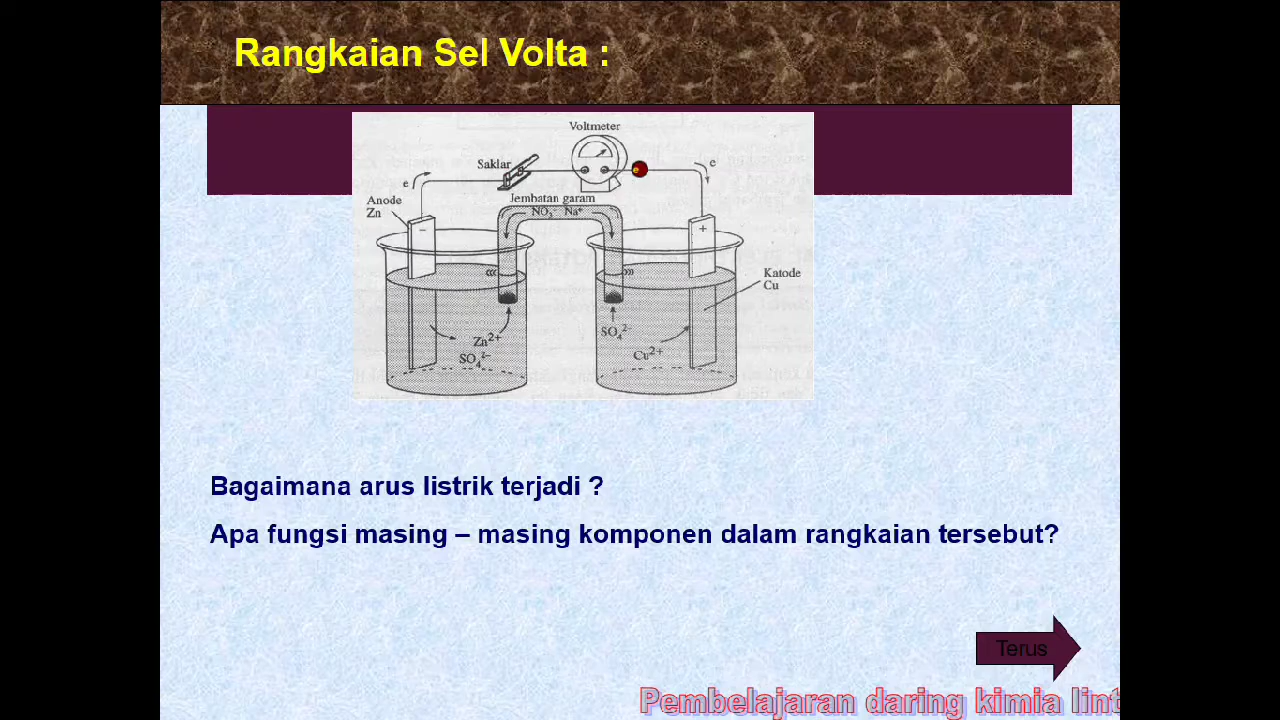 Rangkaian Sel Volta :
Voltmeter
Saklar
e
e
e
Anode
Zn
Jembatan garam
NO₃⁻ Na⁺
−
+
Katode
Cu
Zn²⁺
SO₄²⁻
SO₄²⁻
Cu²⁺
Bagaimana arus listrik terjadi ?
Apa fungsi masing – masing komponen dalam rangkaian tersebut?
Terus
Pembelajaran daring kimia lint